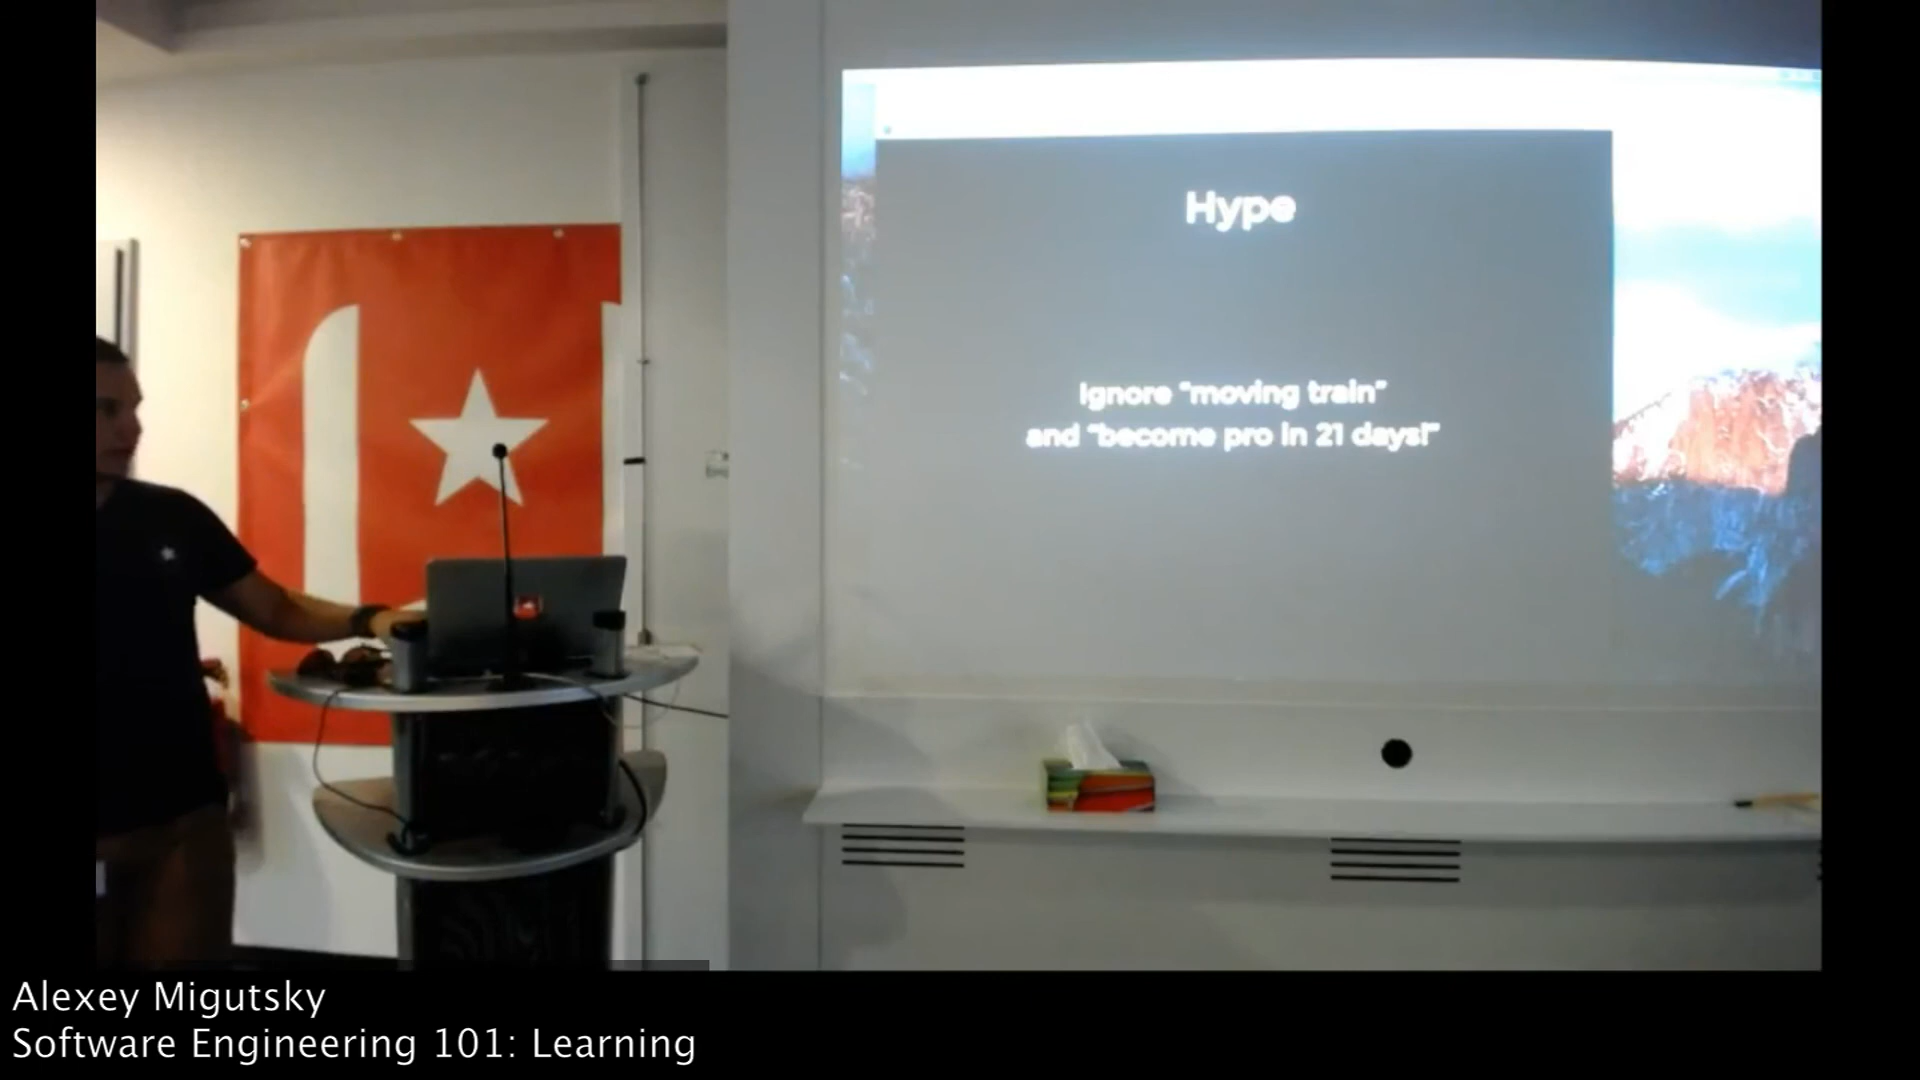 Hype
Ignore "moving train"
and "become pro in 21 days!"
Alexey Migutsky
Software Engineering 101: Learning